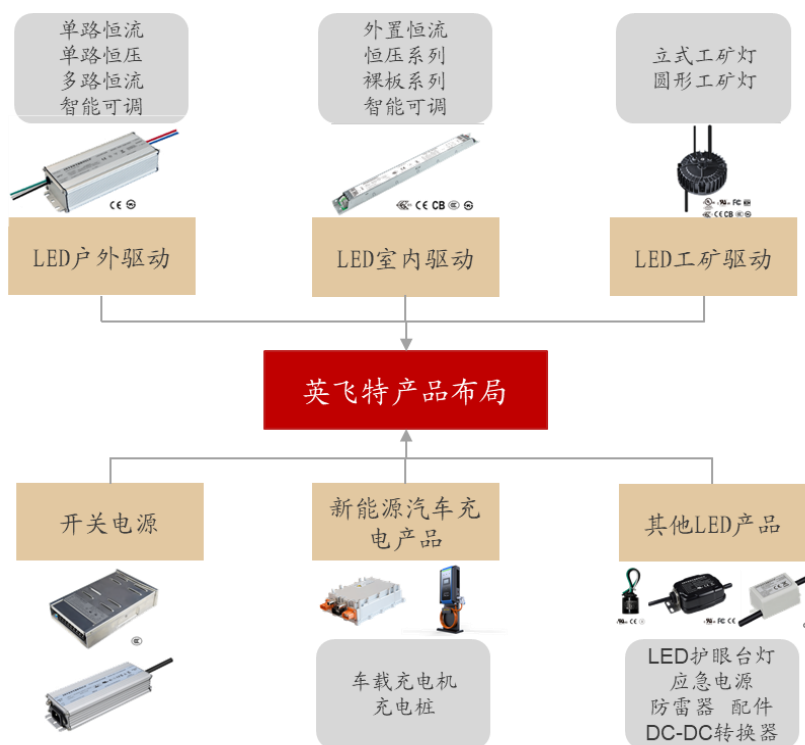 单路恒流
单路恒压
多路恒流
智能可调
外置恒流
恒压系列
裸板系列
智能可调
立式工矿灯
圆形工矿灯
LED户外驱动
LED室内驱动
LED工矿驱动
英飞特产品布局
开关电源
新能源汽车充
电产品
其他LED产品
车载充电机
充电桩
LED护眼台灯
应急电源
防雷器 配件
DC-DC转换器